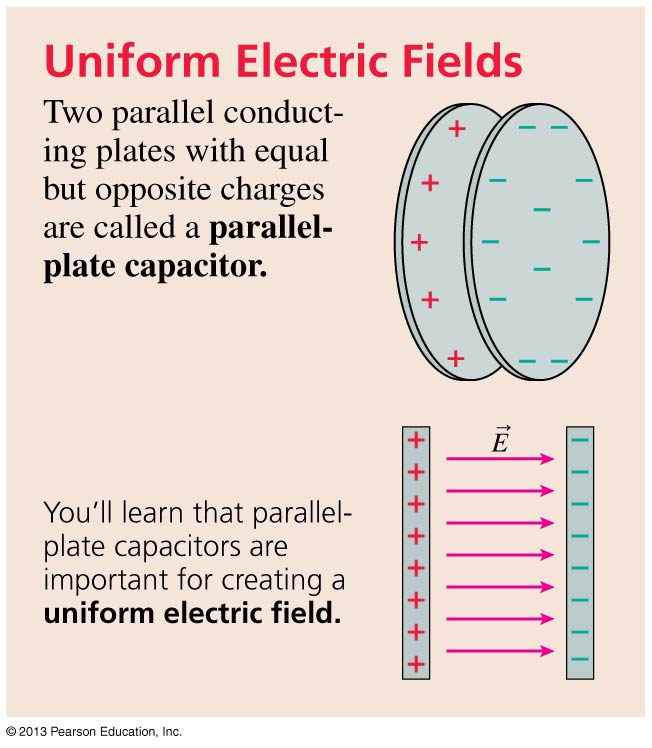 Uniform Electric Fields
Two parallel conduct-
ing plates with equal
but opposite charges
are called a parallel-
plate capacitor.
E
You'll learn that parallel-
plate capacitors are
important for creating a
uniform electric field.
© 2013 Pearson Education, Inc.